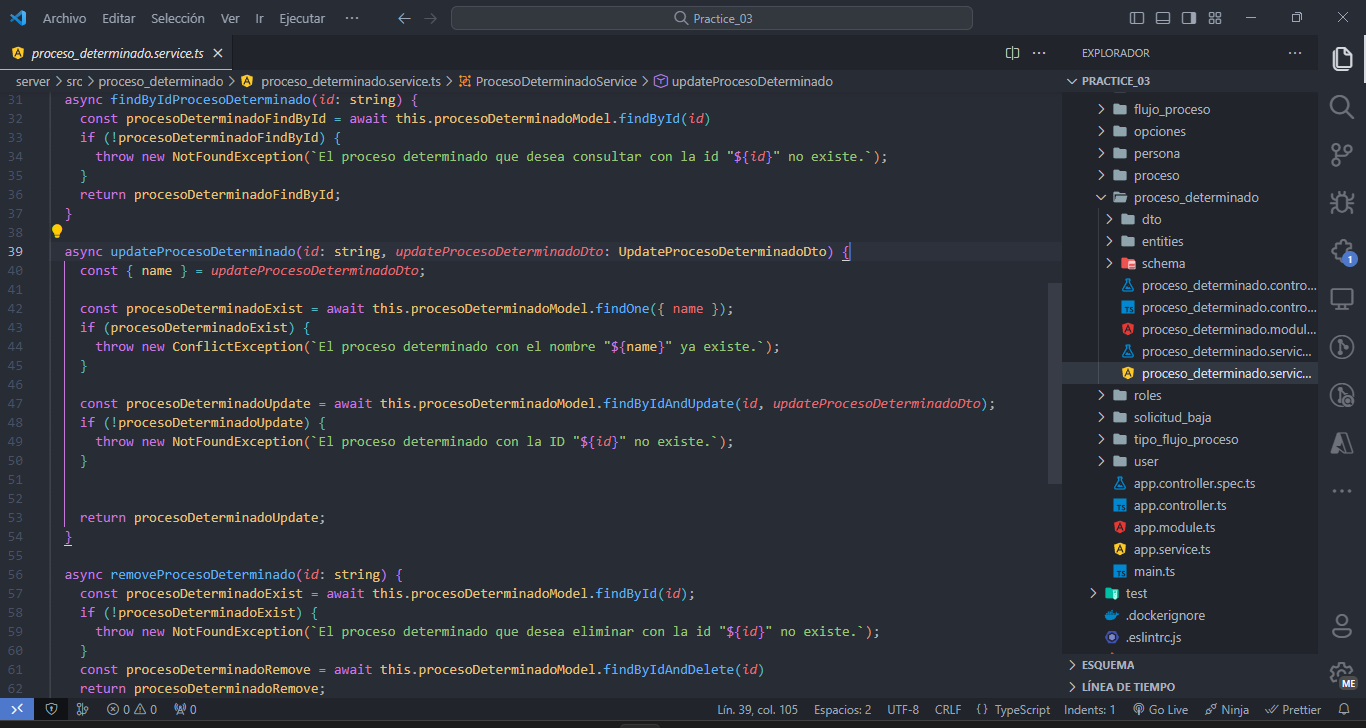 Archivo Editar Selección Ver Ir Ejecutar ··· Practice_03
proceso_determinado.service.ts
server > src > proceso_determinado > proceso_determinado.service.ts > ProcesoDeterminadoService > updateProcesoDeterminado
31 async findByIdProcesoDeterminado(id: string) {
32 const procesoDeterminadoFindById = await this.procesoDeterminadoModel.findById(id)
33 if (!procesoDeterminadoFindById) {
34 throw new NotFoundException(`El proceso determinado que desea consultar con la id "${id}" no existe.`);
35 }
36 return procesoDeterminadoFindById;
37 }
38
39 async updateProcesoDeterminado(id: string, updateProcesoDeterminadoDto: UpdateProcesoDeterminadoDto) {
40 const { name } = updateProcesoDeterminadoDto;
41
42 const procesoDeterminadoExist = await this.procesoDeterminadoModel.findOne({ name });
43 if (procesoDeterminadoExist) {
44 throw new ConflictException(`El proceso determinado con el nombre "${name}" ya existe.`);
45 }
46
47 const procesoDeterminadoUpdate = await this.procesoDeterminadoModel.findByIdAndUpdate(id, updateProcesoDeterminadoDto);
48 if (!procesoDeterminadoUpdate) {
49 throw new NotFoundException(`El proceso determinado con la ID "${id}" no existe.`);
50 }
51
52
53 return procesoDeterminadoUpdate;
54 }
55
56 async removeProcesoDeterminado(id: string) {
57 const procesoDeterminadoExist = await this.procesoDeterminadoModel.findById(id);
58 if (!procesoDeterminadoExist) {
59 throw new NotFoundException(`El proceso determinado que desea eliminar con la id "${id}" no existe.`);
60 }
61 const procesoDeterminadoRemove = await this.procesoDeterminadoModel.findByIdAndDelete(id)
62 return procesoDeterminadoRemove;
EXPLORADOR
PRACTICE_03
flujo_proceso
opciones
persona
proceso
proceso_determinado
dto
entities
schema
proceso_determinado.contro...
TS proceso_determinado.contro...
proceso_determinado.modul...
proceso_determinado.servic...
proceso_determinado.servic...
roles
solicitud_baja
tipo_flujo_proceso
user
app.controller.spec.ts
TS app.controller.ts
app.module.ts
app.service.ts
TS main.ts
test
.dockerignore
.eslintrc.js
ESQUEMA
LÍNEA DE TIEMPO
1
ME
0 0 0 Lín. 39, col. 105 Espacios: 2 UTF-8 CRLF { } TypeScript Indents: 1 Go Live Ninja Prettier